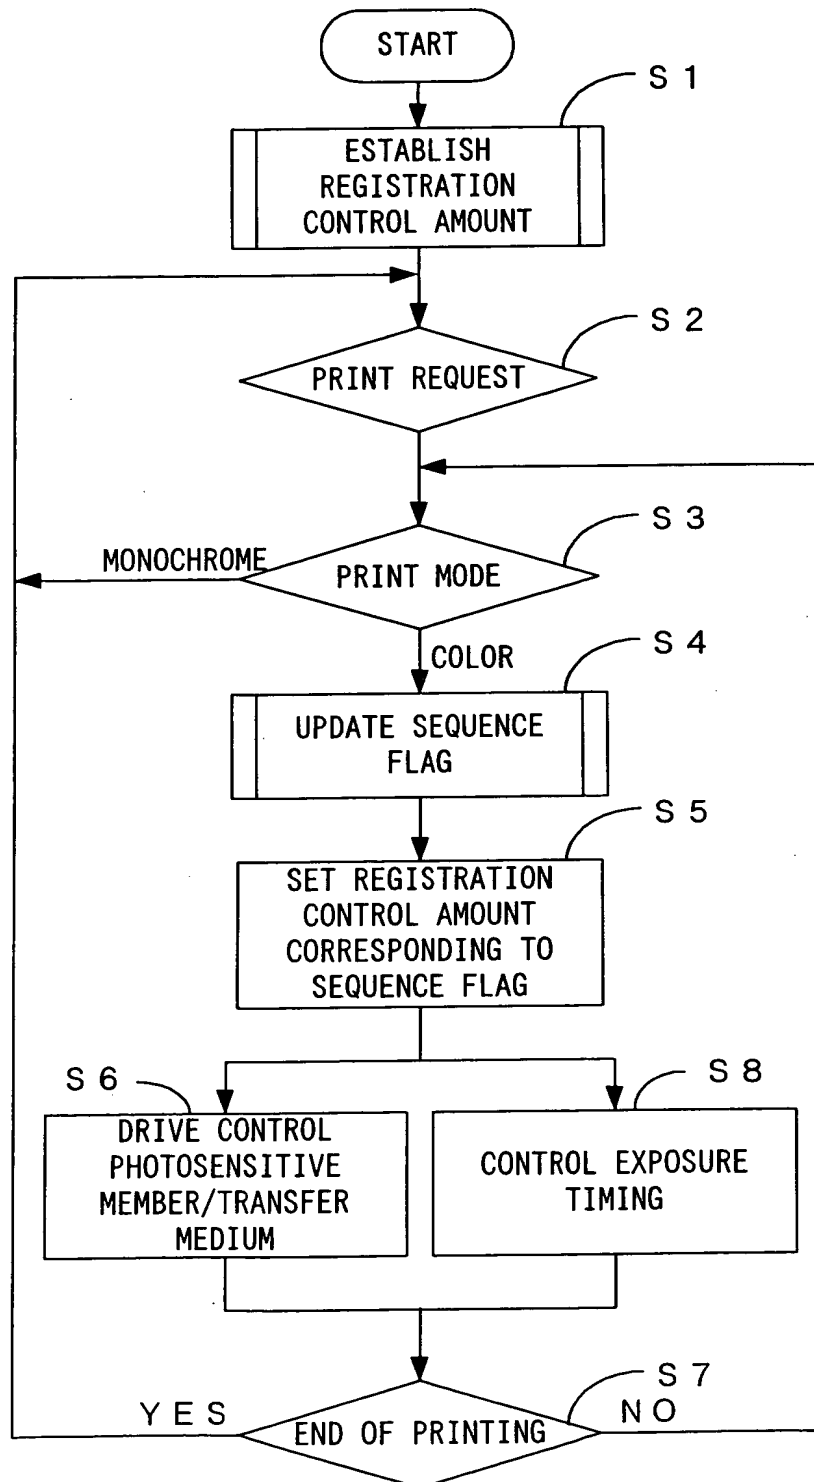 START
S 1
ESTABLISH
REGISTRATION
CONTROL AMOUNT
S 2
PRINT REQUEST
S 3
MONOCHROME
PRINT MODE
COLOR
S 4
UPDATE SEQUENCE
FLAG
S 5
SET REGISTRATION
CONTROL AMOUNT
CORRESPONDING TO
SEQUENCE FLAG
S 6
DRIVE CONTROL
PHOTOSENSITIVE
MEMBER/TRANSFER
MEDIUM
S 8
CONTROL EXPOSURE
TIMING
S 7
YES
END OF PRINTING
NO